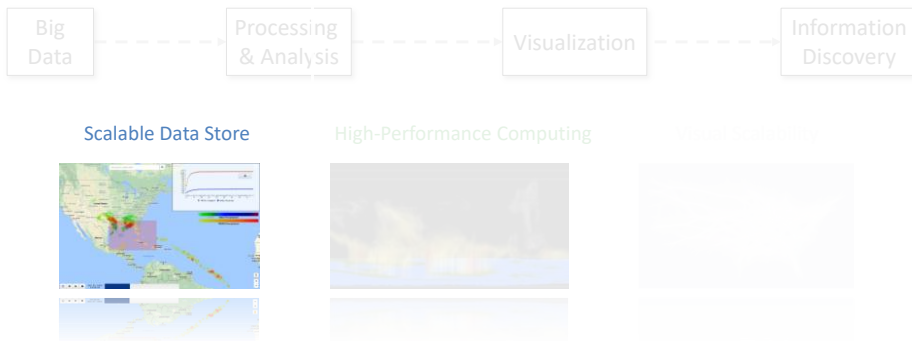 Big
Data
Processing
& Analysis
Visualization
Information
Discovery
Scalable Data Store
High-Performance Computing